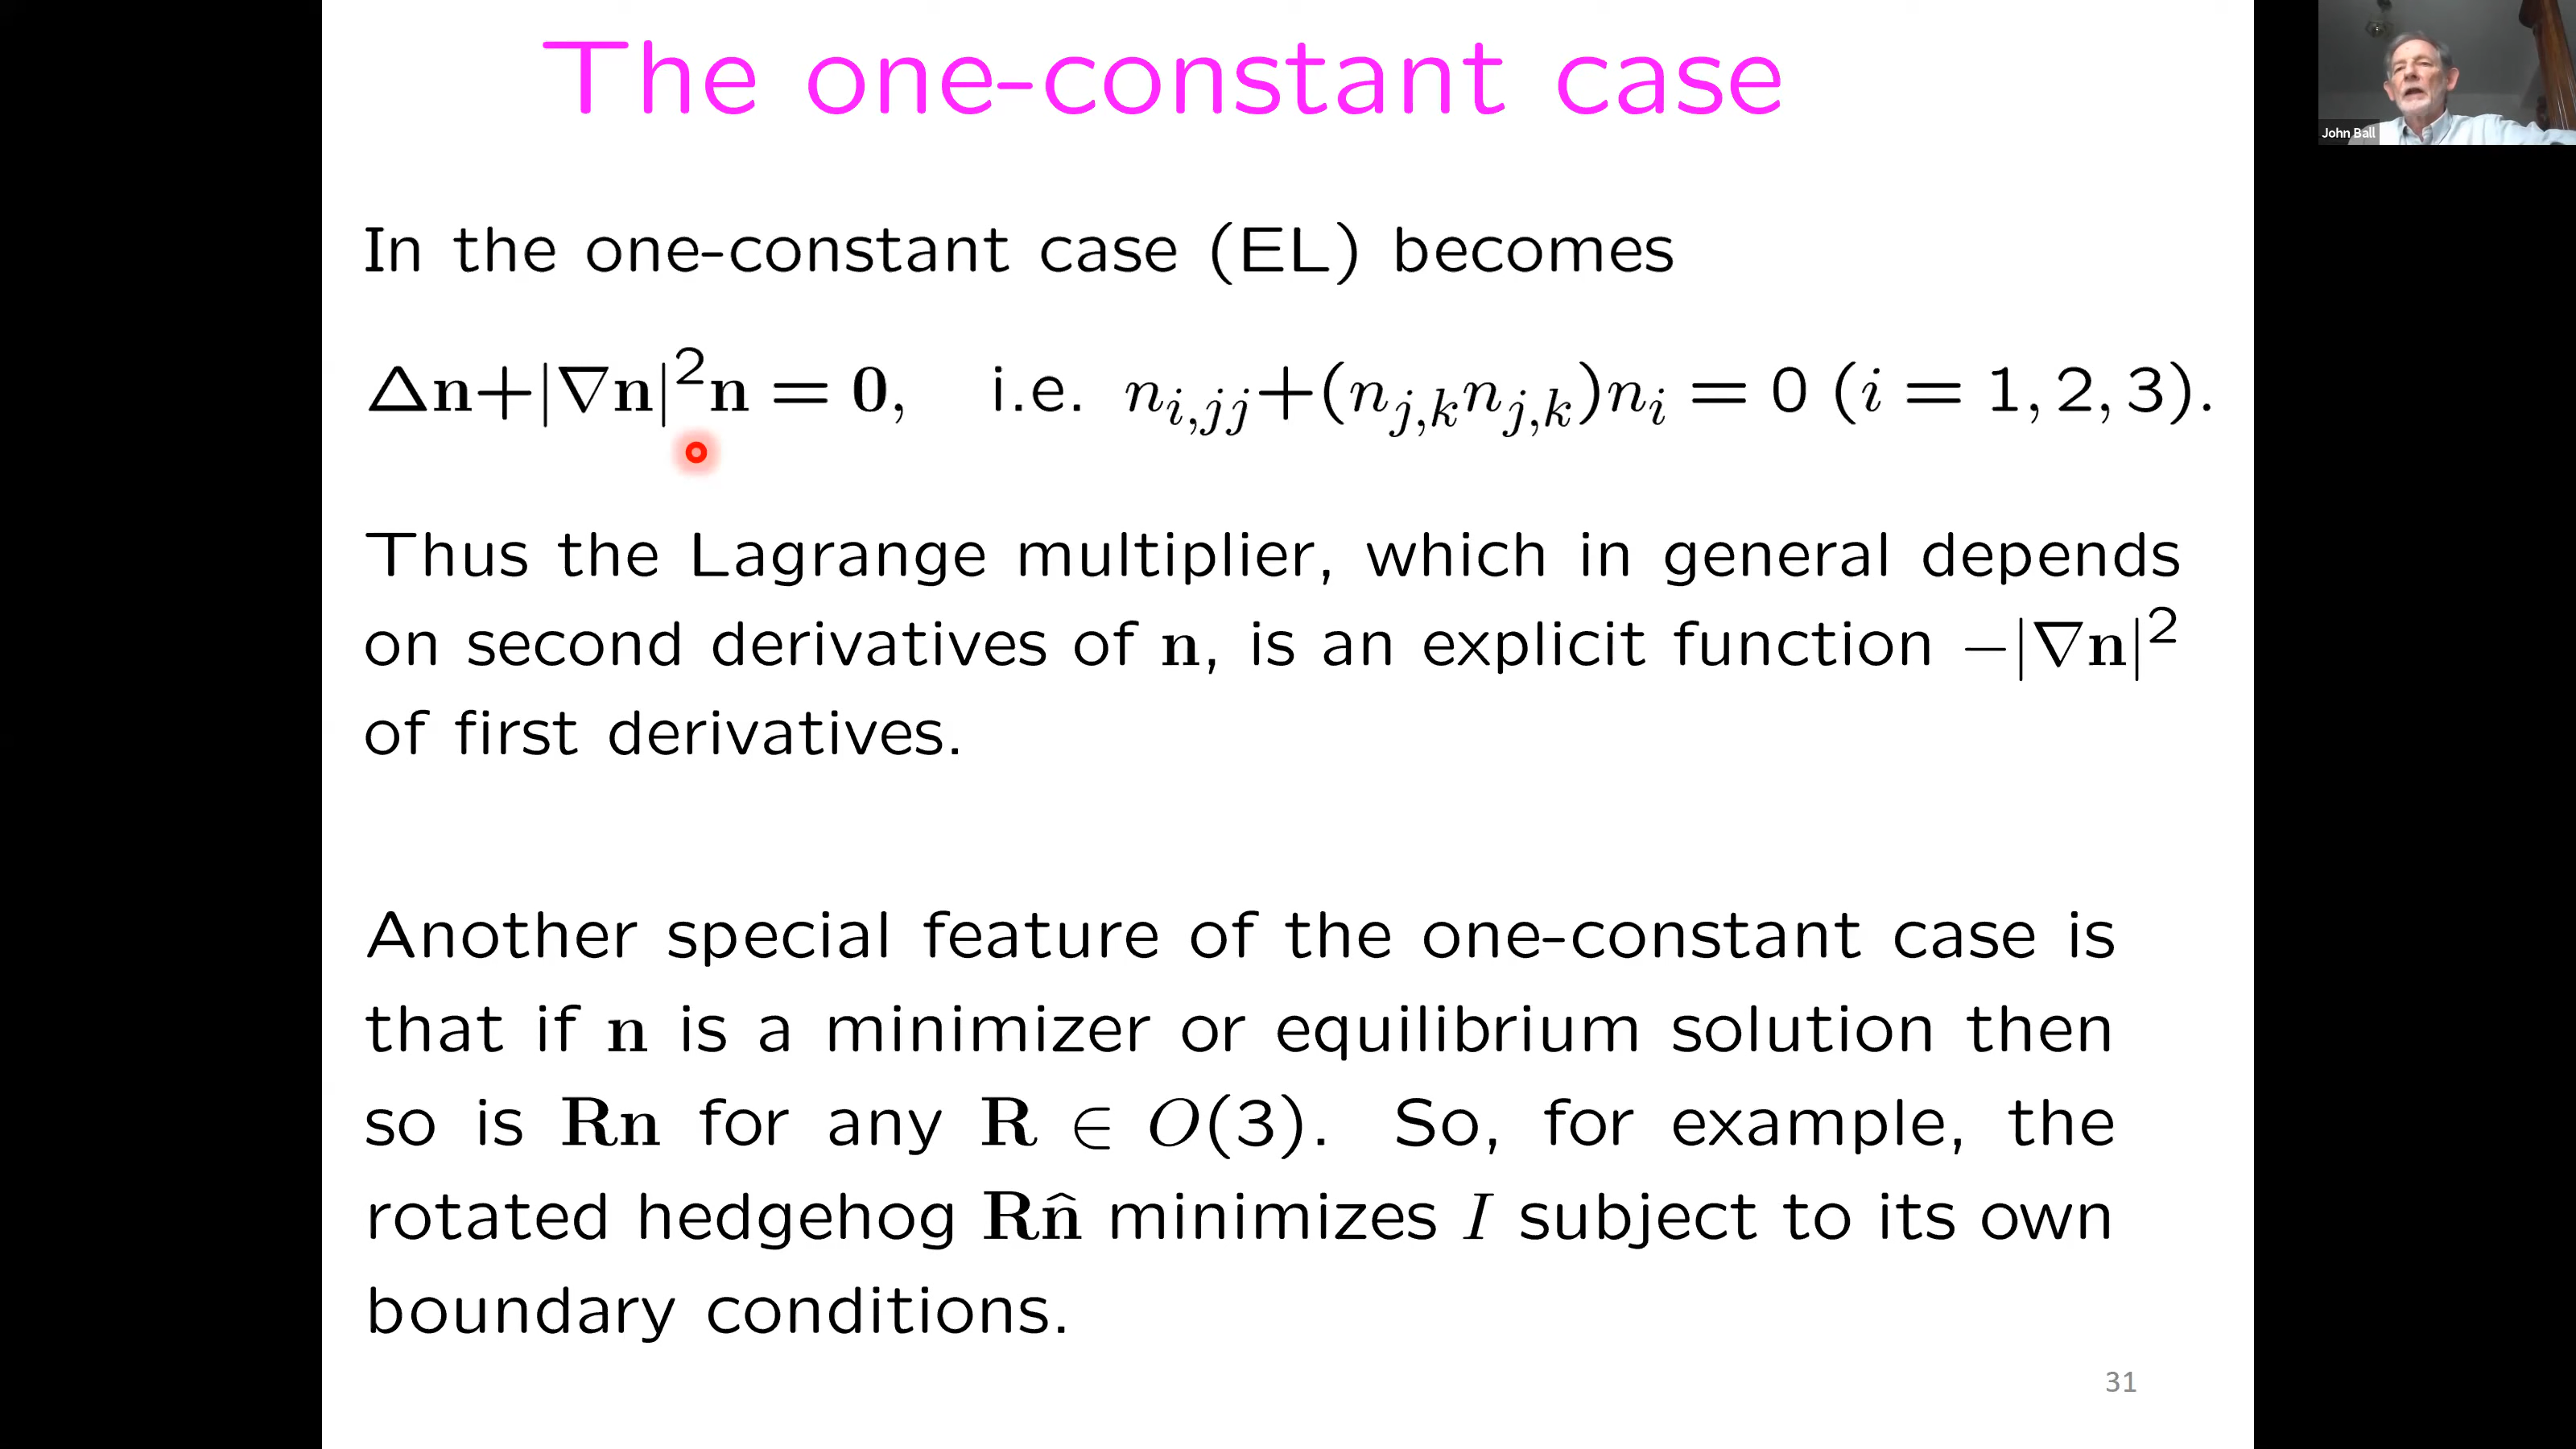 The one-constant case
John Ball
In the one-constant case (EL) becomes
Δn+|∇n|²n = 0, i.e. n_{i,jj}+(n_{j,k}n_{j,k})n_i = 0 (i = 1, 2, 3).
Thus the Lagrange multiplier, which in general depends
on second derivatives of n, is an explicit function −|∇n|²
of first derivatives.
Another special feature of the one-constant case is
that if n is a minimizer or equilibrium solution then
so is Rn for any R ∈ O(3). So, for example, the
rotated hedgehog Rn̂ minimizes I subject to its own
boundary conditions.
31